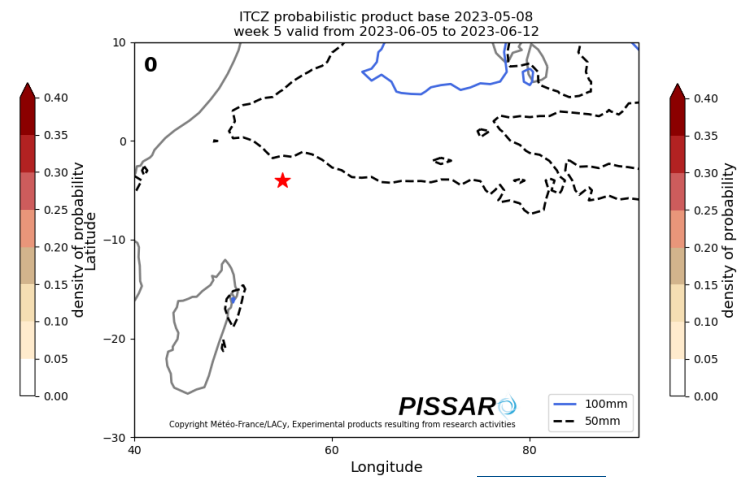 ITCZ probabilistic product base 2023-05-08
week 5 valid from 2023-06-05 to 2023-06-12
0
10
0
−10
−20
−30
40
60
80
Latitude
Longitude
0.40
0.35
0.30
0.25
0.20
0.15
0.10
0.05
0.00
density of probability
0.40
0.35
0.30
0.25
0.20
0.15
0.10
0.05
0.00
density of probability
PISSARO
Copyright Météo-France/LACy, Experimental products resulting from research activities
100mm
50mm